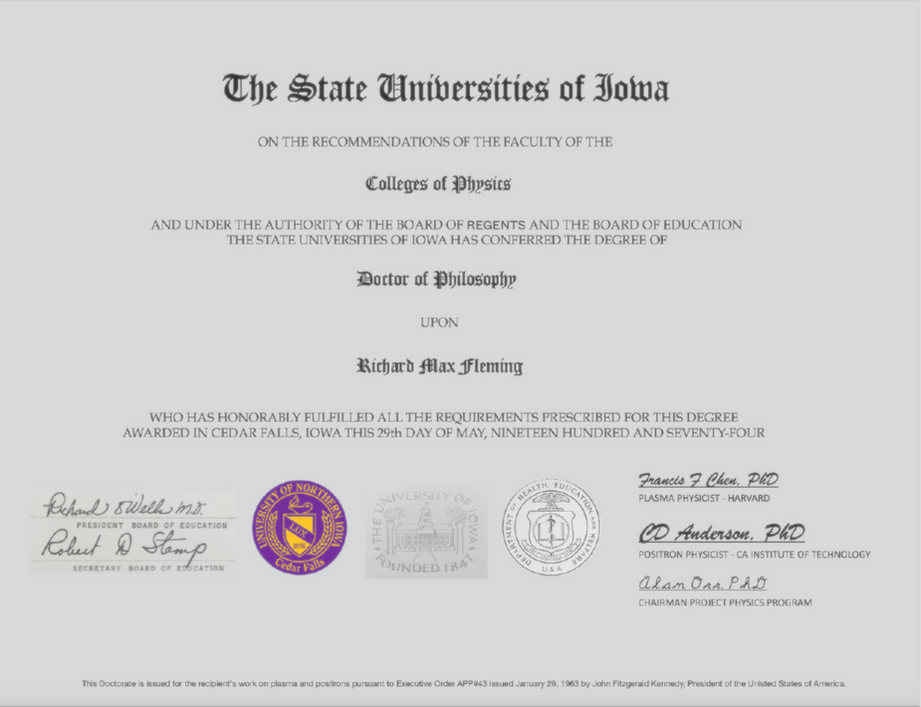 The State Universities of Iowa
ON THE RECOMMENDATIONS OF THE FACULTY OF THE
Colleges of Physics
AND UNDER THE AUTHORITY OF THE BOARD OF REGENTS AND THE BOARD OF EDUCATION
THE STATE UNIVERSITIES OF IOWA HAS CONFERRED THE DEGREE OF
Doctor of Philosophy
UPON
Richard Max Fleming
WHO HAS HONORABLY FULFILLED ALL THE REQUIREMENTS PRESCRIBED FOR THIS DEGREE
AWARDED IN CEDAR FALLS, IOWA THIS 29th DAY OF MAY, NINETEEN HUNDRED AND SEVENTY-FOUR
Richard S Wells M.D.
PRESIDENT BOARD OF EDUCATION
Robert D Stamp
SECRETARY BOARD OF EDUCATION
UNIVERSITY OF NORTHERN IOWA
LUX
1876
Cedar Falls
THE UNIVERSITY OF IOWA
FOUNDED 1847
DEPARTMENT OF HEALTH, EDUCATION, AND WELFARE
U.S.A.
Francis F Chen, PhD
PLASMA PHYSICIST - HARVARD
CD Anderson, PhD
POSITRON PHYSICIST - CA INSTITUTE OF TECHNOLOGY
Alan Orr, PhD
CHAIRMAN PROJECT PHYSICS PROGRAM
This Doctorate is issued for the recipient's work on plasma and positrons pursuant to Executive Order APP#43 issued January 29, 1963 by John Fitzgerald Kennedy, President of the Unisted States of America.